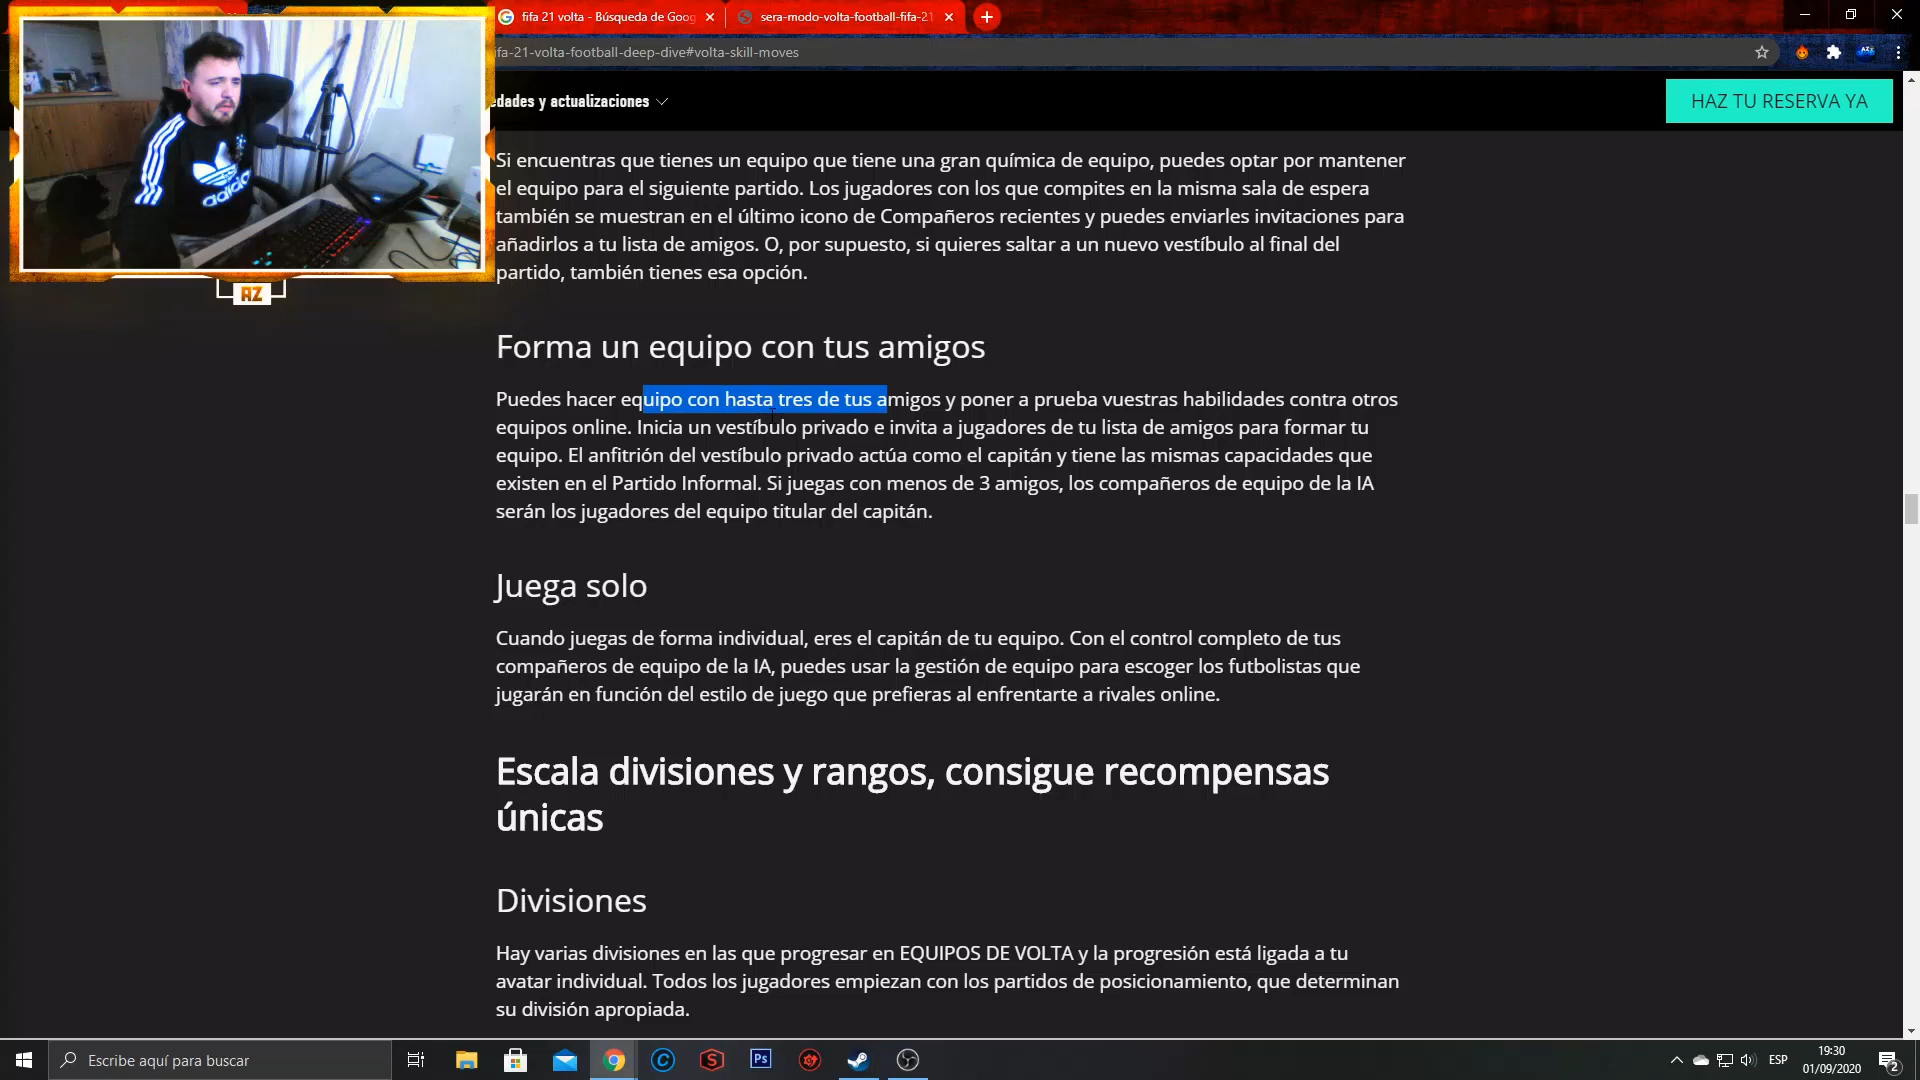 fifa 21 volta - Búsqueda de Goog
sera-modo-volta-football-fifa-21
ifa-21-volta-football-deep-dive#volta-skill-moves
edades y actualizaciones
HAZ TU RESERVA YA
adidas
AZ
Si encuentras que tienes un equipo que tiene una gran química de equipo, puedes optar por mantener
el equipo para el siguiente partido. Los jugadores con los que compites en la misma sala de espera
también se muestran en el último icono de Compañeros recientes y puedes enviarles invitaciones para
añadirlos a tu lista de amigos. O, por supuesto, si quieres saltar a un nuevo vestíbulo al final del
partido, también tienes esa opción.
Forma un equipo con tus amigos
Puedes hacer equipo con hasta tres de tus amigos y poner a prueba vuestras habilidades contra otros
equipos online. Inicia un vestíbulo privado e invita a jugadores de tu lista de amigos para formar tu
equipo. El anfitrión del vestíbulo privado actúa como el capitán y tiene las mismas capacidades que
existen en el Partido Informal. Si juegas con menos de 3 amigos, los compañeros de equipo de la IA
serán los jugadores del equipo titular del capitán.
Juega solo
Cuando juegas de forma individual, eres el capitán de tu equipo. Con el control completo de tus
compañeros de equipo de la IA, puedes usar la gestión de equipo para escoger los futbolistas que
jugarán en función del estilo de juego que prefieras al enfrentarte a rivales online.
Escala divisiones y rangos, consigue recompensas
únicas
Divisiones
Hay varias divisiones en las que progresar en EQUIPOS DE VOLTA y la progresión está ligada a tu
avatar individual. Todos los jugadores empiezan con los partidos de posicionamiento, que determinan
su división apropiada.
Escribe aquí para buscar
Ps
ESP
19:30
01/09/2020
2